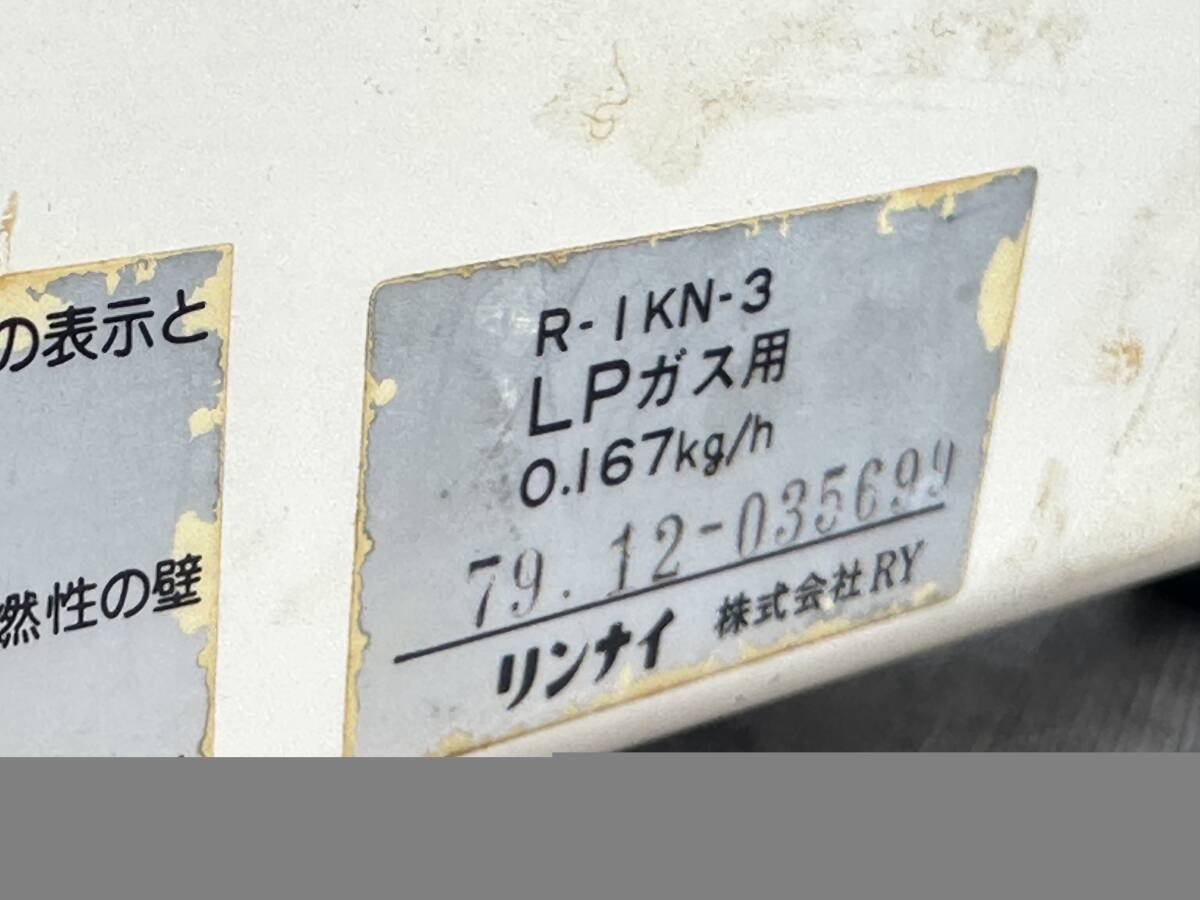 の表示と
燃性の壁
R-1KN-3
LPガス用
0.167kg/h
79.12-035699
リンナイ 株式会社RY